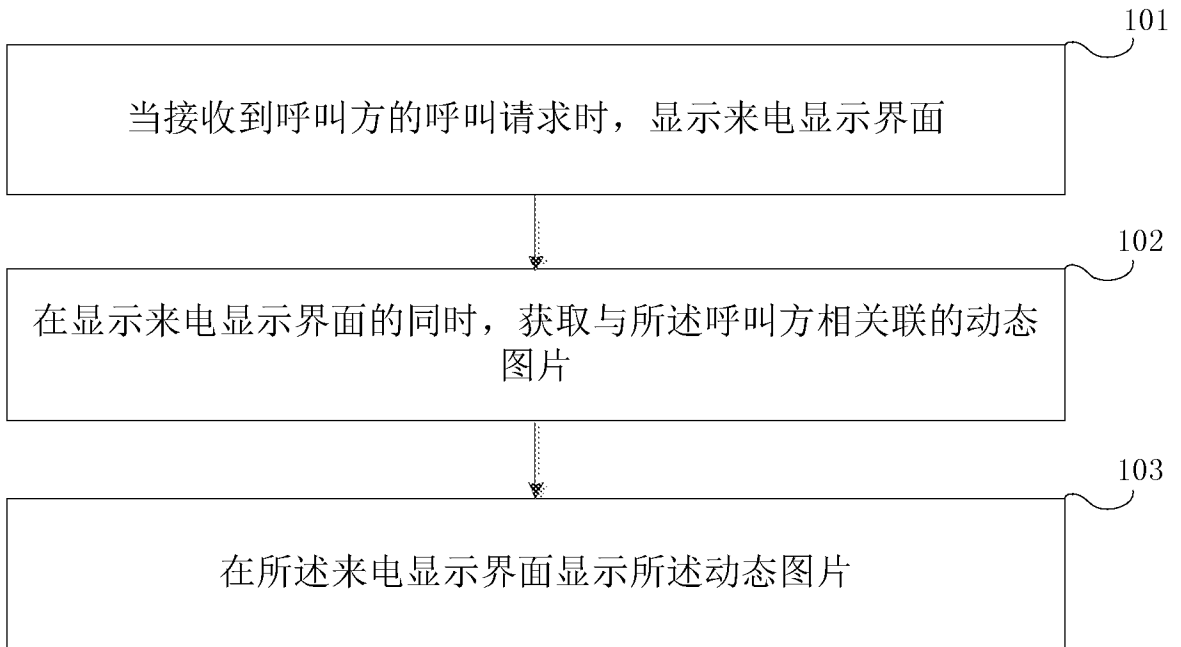 101
当接收到呼叫方的呼叫请求时，显示来电显示界面
102
在显示来电显示界面的同时，获取与所述呼叫方相关联的动态
图片
103
在所述来电显示界面显示所述动态图片